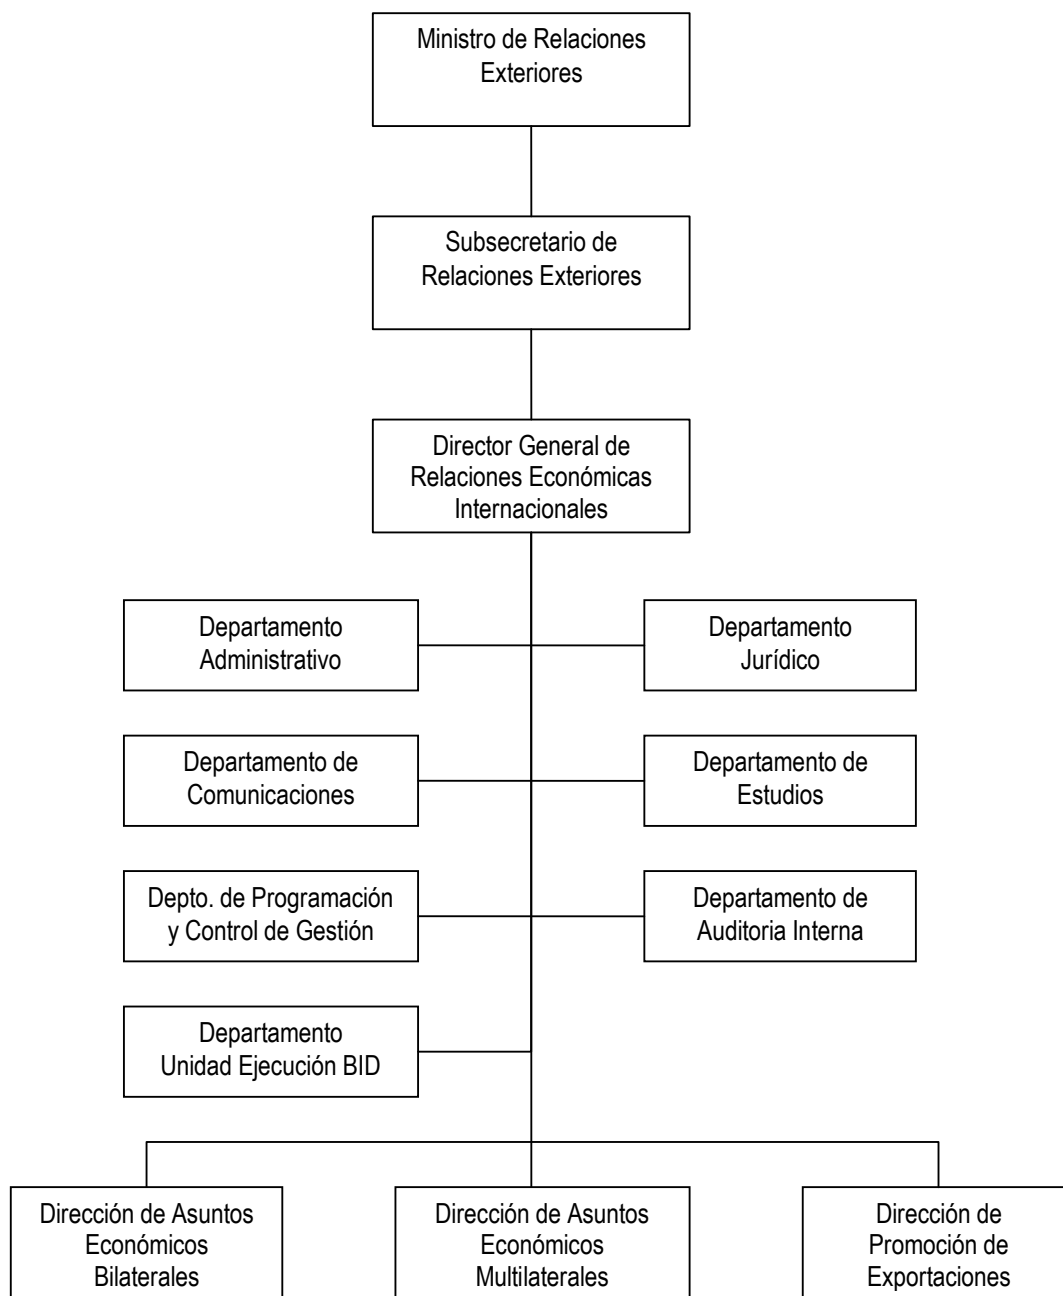 Ministro de Relaciones
Exteriores
Subsecretario de
Relaciones Exteriores
Director General de
Relaciones Económicas
Internacionales
Departamento
Administrativo
Departamento
Jurídico
Departamento de
Comunicaciones
Departamento de
Estudios
Depto. de Programación
y Control de Gestión
Departamento de
Auditoria Interna
Departamento
Unidad Ejecución BID
Dirección de Asuntos
Económicos
Bilaterales
Dirección de Asuntos
Económicos
Multilaterales
Dirección de
Promoción de
Exportaciones